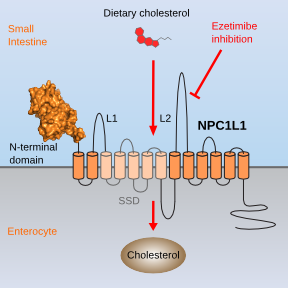 Dietary cholesterol
Small
Intestine
Ezetimibe
inhibition
L1
L2
NPC1L1
N-terminal
domain
SSD
Enterocyte
Cholesterol